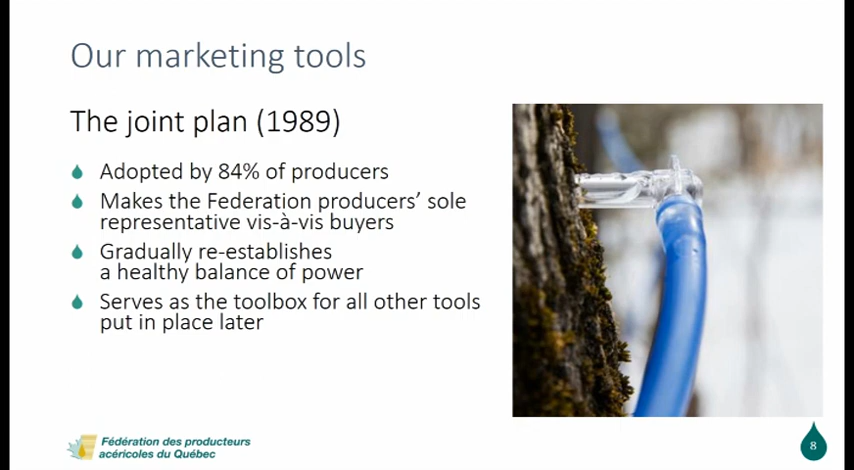 Our marketing tools
The joint plan (1989)
Adopted by 84% of producers
Makes the Federation producers’ sole
representative vis-à-vis buyers
Gradually re-establishes
a healthy balance of power
Serves as the toolbox for all other tools
put in place later
Fédération des producteurs
acéricoles du Québec
8